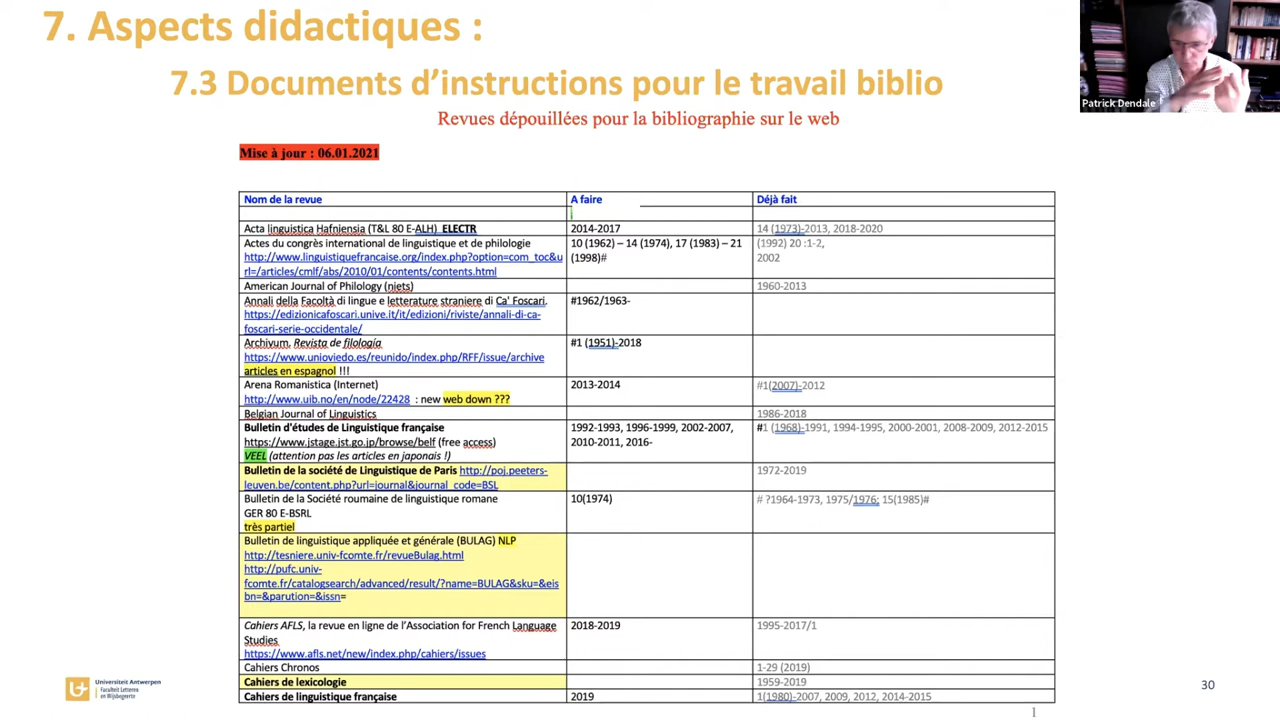 7. Aspects didactiques :
7.3 Documents d'instructions pour le travail biblio
Patrick Dendale
Revues dépouillées pour la bibliographie sur le web
Mise à jour : 06.01.2021
Nom de la revue A faire Déjà fait
Acta linguistica Hafniensia (T&L 80 E-ALH) ELECTR 2014-2017 14 (1973)-2013, 2018-2020
Actes du congrès international de linguistique et de philologie 10 (1962) – 14 (1974), 17 (1983) – 21 (1992) 20 :1-2,
http://www.linguistiquefrancaise.org/index.php?option=com_toc&u (1998)# 2002
rl=/articles/cmlf/abs/2010/01/contents/contents.html
American Journal of Philology (niets) 1960-2013
Annali della Facoltà di lingue e letterature straniere di Ca' Foscari. #1962/1963-
https://edizionicafoscari.unive.it/it/edizioni/riviste/annali-di-ca-
foscari-serie-occidentale/
Archivum. Revista de filología #1 (1951)-2018
https://www.unioviedo.es/reunido/index.php/RFF/issue/archive
articles en espagnol !!!
Arena Romanistica (Internet) 2013-2014 #1(2007)-2012
http://www.uib.no/en/node/22428 : new web down ???
Belgian Journal of Linguistics 1986-2018
Bulletin d'études de Linguistique française 1992-1993, 1996-1999, 2002-2007, #1 (1968)-1991, 1994-1995, 2000-2001, 2008-2009, 2012-2015
https://www.jstage.jst.go.jp/browse/belf (free access) 2010-2011, 2016-
VEEL (attention pas les articles en japonais !)
Bulletin de la société de Linguistique de Paris http://poj.peeters- 1972-2019
leuven.be/content.php?url=journal&journal_code=BSL
Bulletin de la Société roumaine de linguistique romane 10(1974) # ?1964-1973, 1975/1976; 15(1985)#
GER 80 E-BSRL
très partiel
Bulletin de linguistique appliquée et générale (BULAG) NLP
http://tesniere.univ-fcomte.fr/revueBulag.html
http://pufc.univ-
fcomte.fr/catalogsearch/advanced/result/?name=BULAG&sku=&eis
bn=&parution=&issn=
Cahiers AFLS, la revue en ligne de l'Association for French Language 2018-2019 1995-2017/1
Studies
https://www.afls.net/new/index.php/cahiers/issues
Cahiers Chronos 1-29 (2019)
Cahiers de lexicologie 1959-2019
Cahiers de linguistique française 2019 1(1980)-2007, 2009, 2012, 2014-2015
Universiteit Antwerpen
Faculteit Letteren
en Wijsbegeerte
30
1